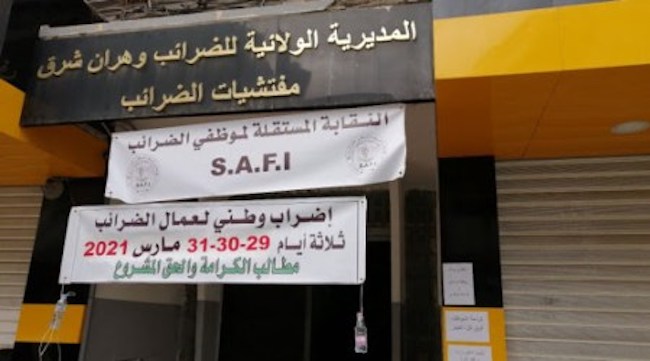 المديرية الولائية للضرائب وهران شرق
مفتشيات الضرائب
النقابة المستقلة لموظفي الضرائب
S.A.F.I
إضراب وطني لعمال الضرائب
ثلاثة أيام 29-30-31 مارس 2021
مطالب الكرامة والحق المشروع